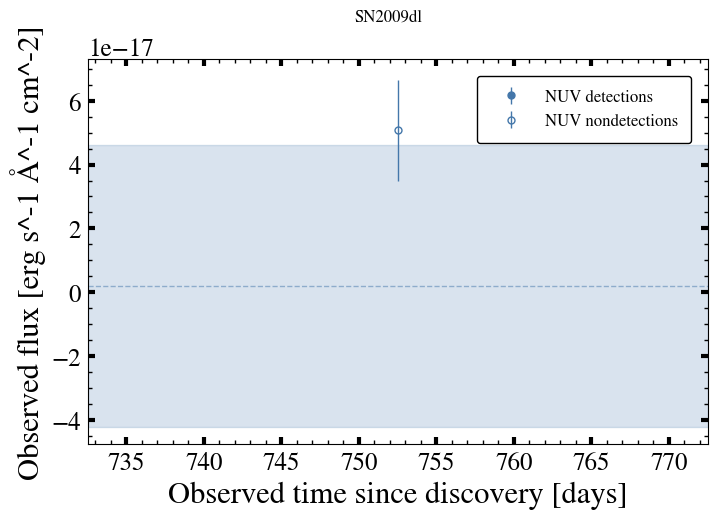 SN2009dl
1e−17
NUV detections
NUV nondetections
6
4
2
0
−2
−4
Observed flux [erg s^-1 Å^-1 cm^-2]
735 740 745 750 755 760 765 770
Observed time since discovery [days]